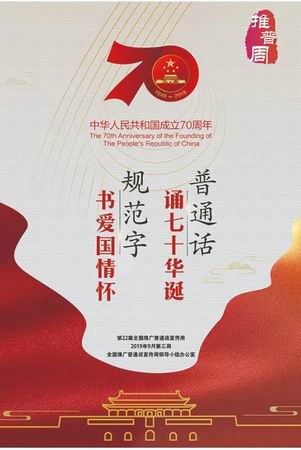 推普周
70
1949-2019
中华人民共和国成立70周年
The 70th Anniversary of the Founding of
The People's Republic of China
普通话
诵七十华诞
规范字
书爱国情怀
第22届全国推广普通话宣传周
2019年9月第三周
全国推广普通话宣传周领导小组办公室